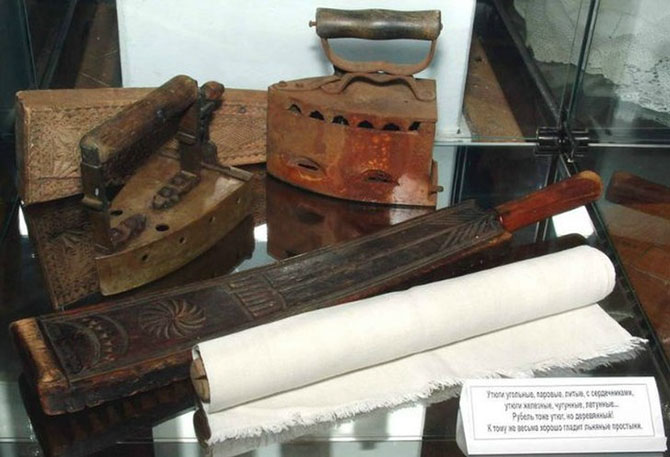 Утюги угольные, паровые, литые, с сердечниками,
утюги железные, чугунные, латунные...
Рубель тоже утюг, но деревянный!
К тому же весьма хорошо гладит льняные простыни.